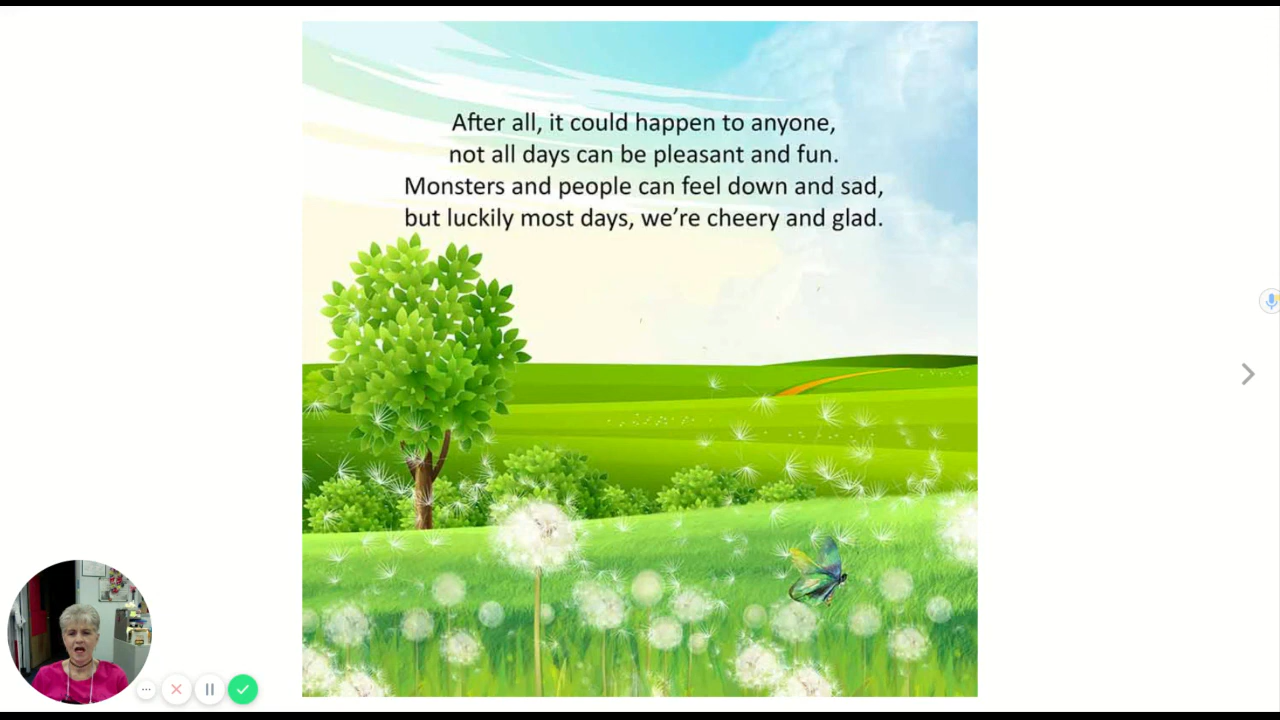 After all, it could happen to anyone,
not all days can be pleasant and fun.
Monsters and people can feel down and sad,
but luckily most days, we're cheery and glad.